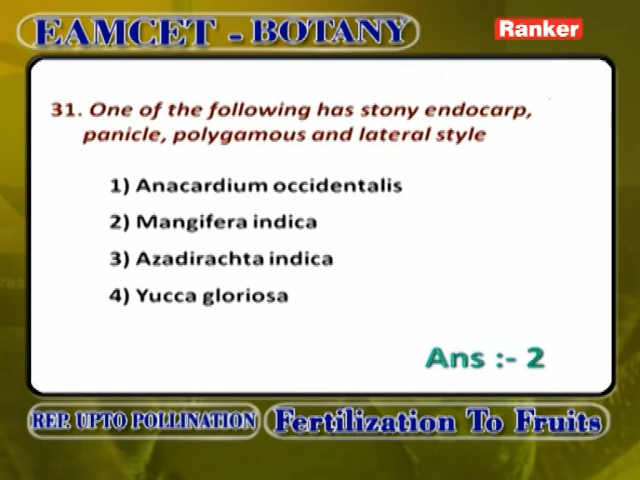 EAMCET - BOTANY
Ranker
31. One of the following has stony endocarp,
panicle, polygamous and lateral style
1) Anacardium occidentalis
2) Mangifera indica
3) Azadirachta indica
4) Yucca gloriosa
Ans :- 2
REP. UPTO POLLINATION
Fertilization To Fruits